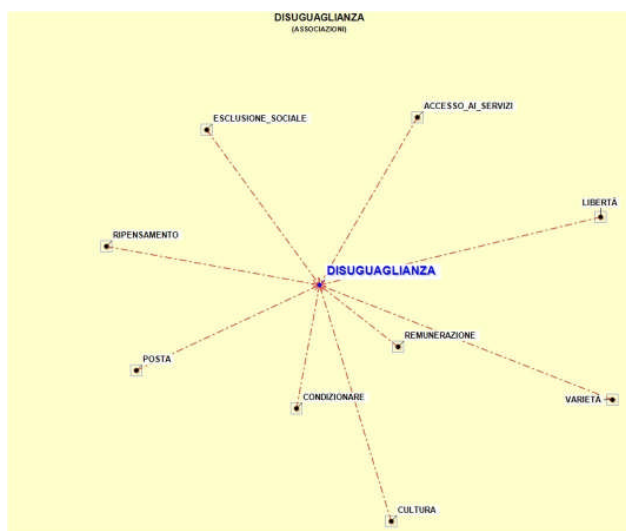 DISUGUAGLIANZA
(ASSOCIAZIONI)
ACCESSO_AI_SERVIZI
ESCLUSIONE_SOCIALE
LIBERTÀ
RIPENSAMENTO
DISUGUAGLIANZA
REMUNERAZIONE
POSTA
CONDIZIONARE
VARIETÀ
CULTURA